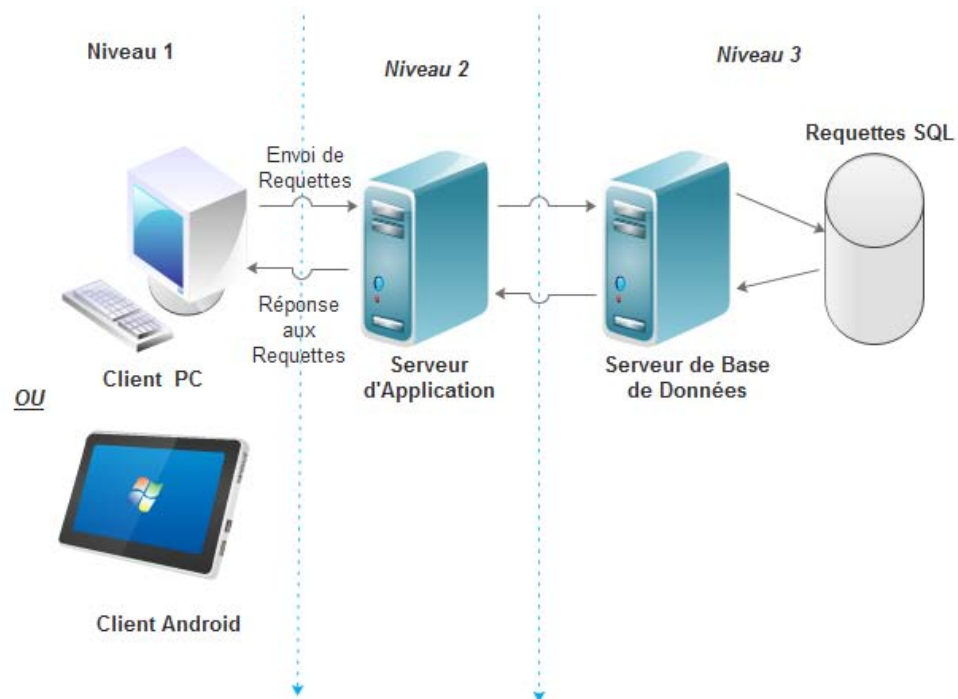 Niveau 1
Niveau 2
Niveau 3
Requettes SQL
Envoi de
Requettes
Réponse
aux
Requettes
Client PC
Serveur
d'Application
Serveur de Base
de Données
OU
Client Android